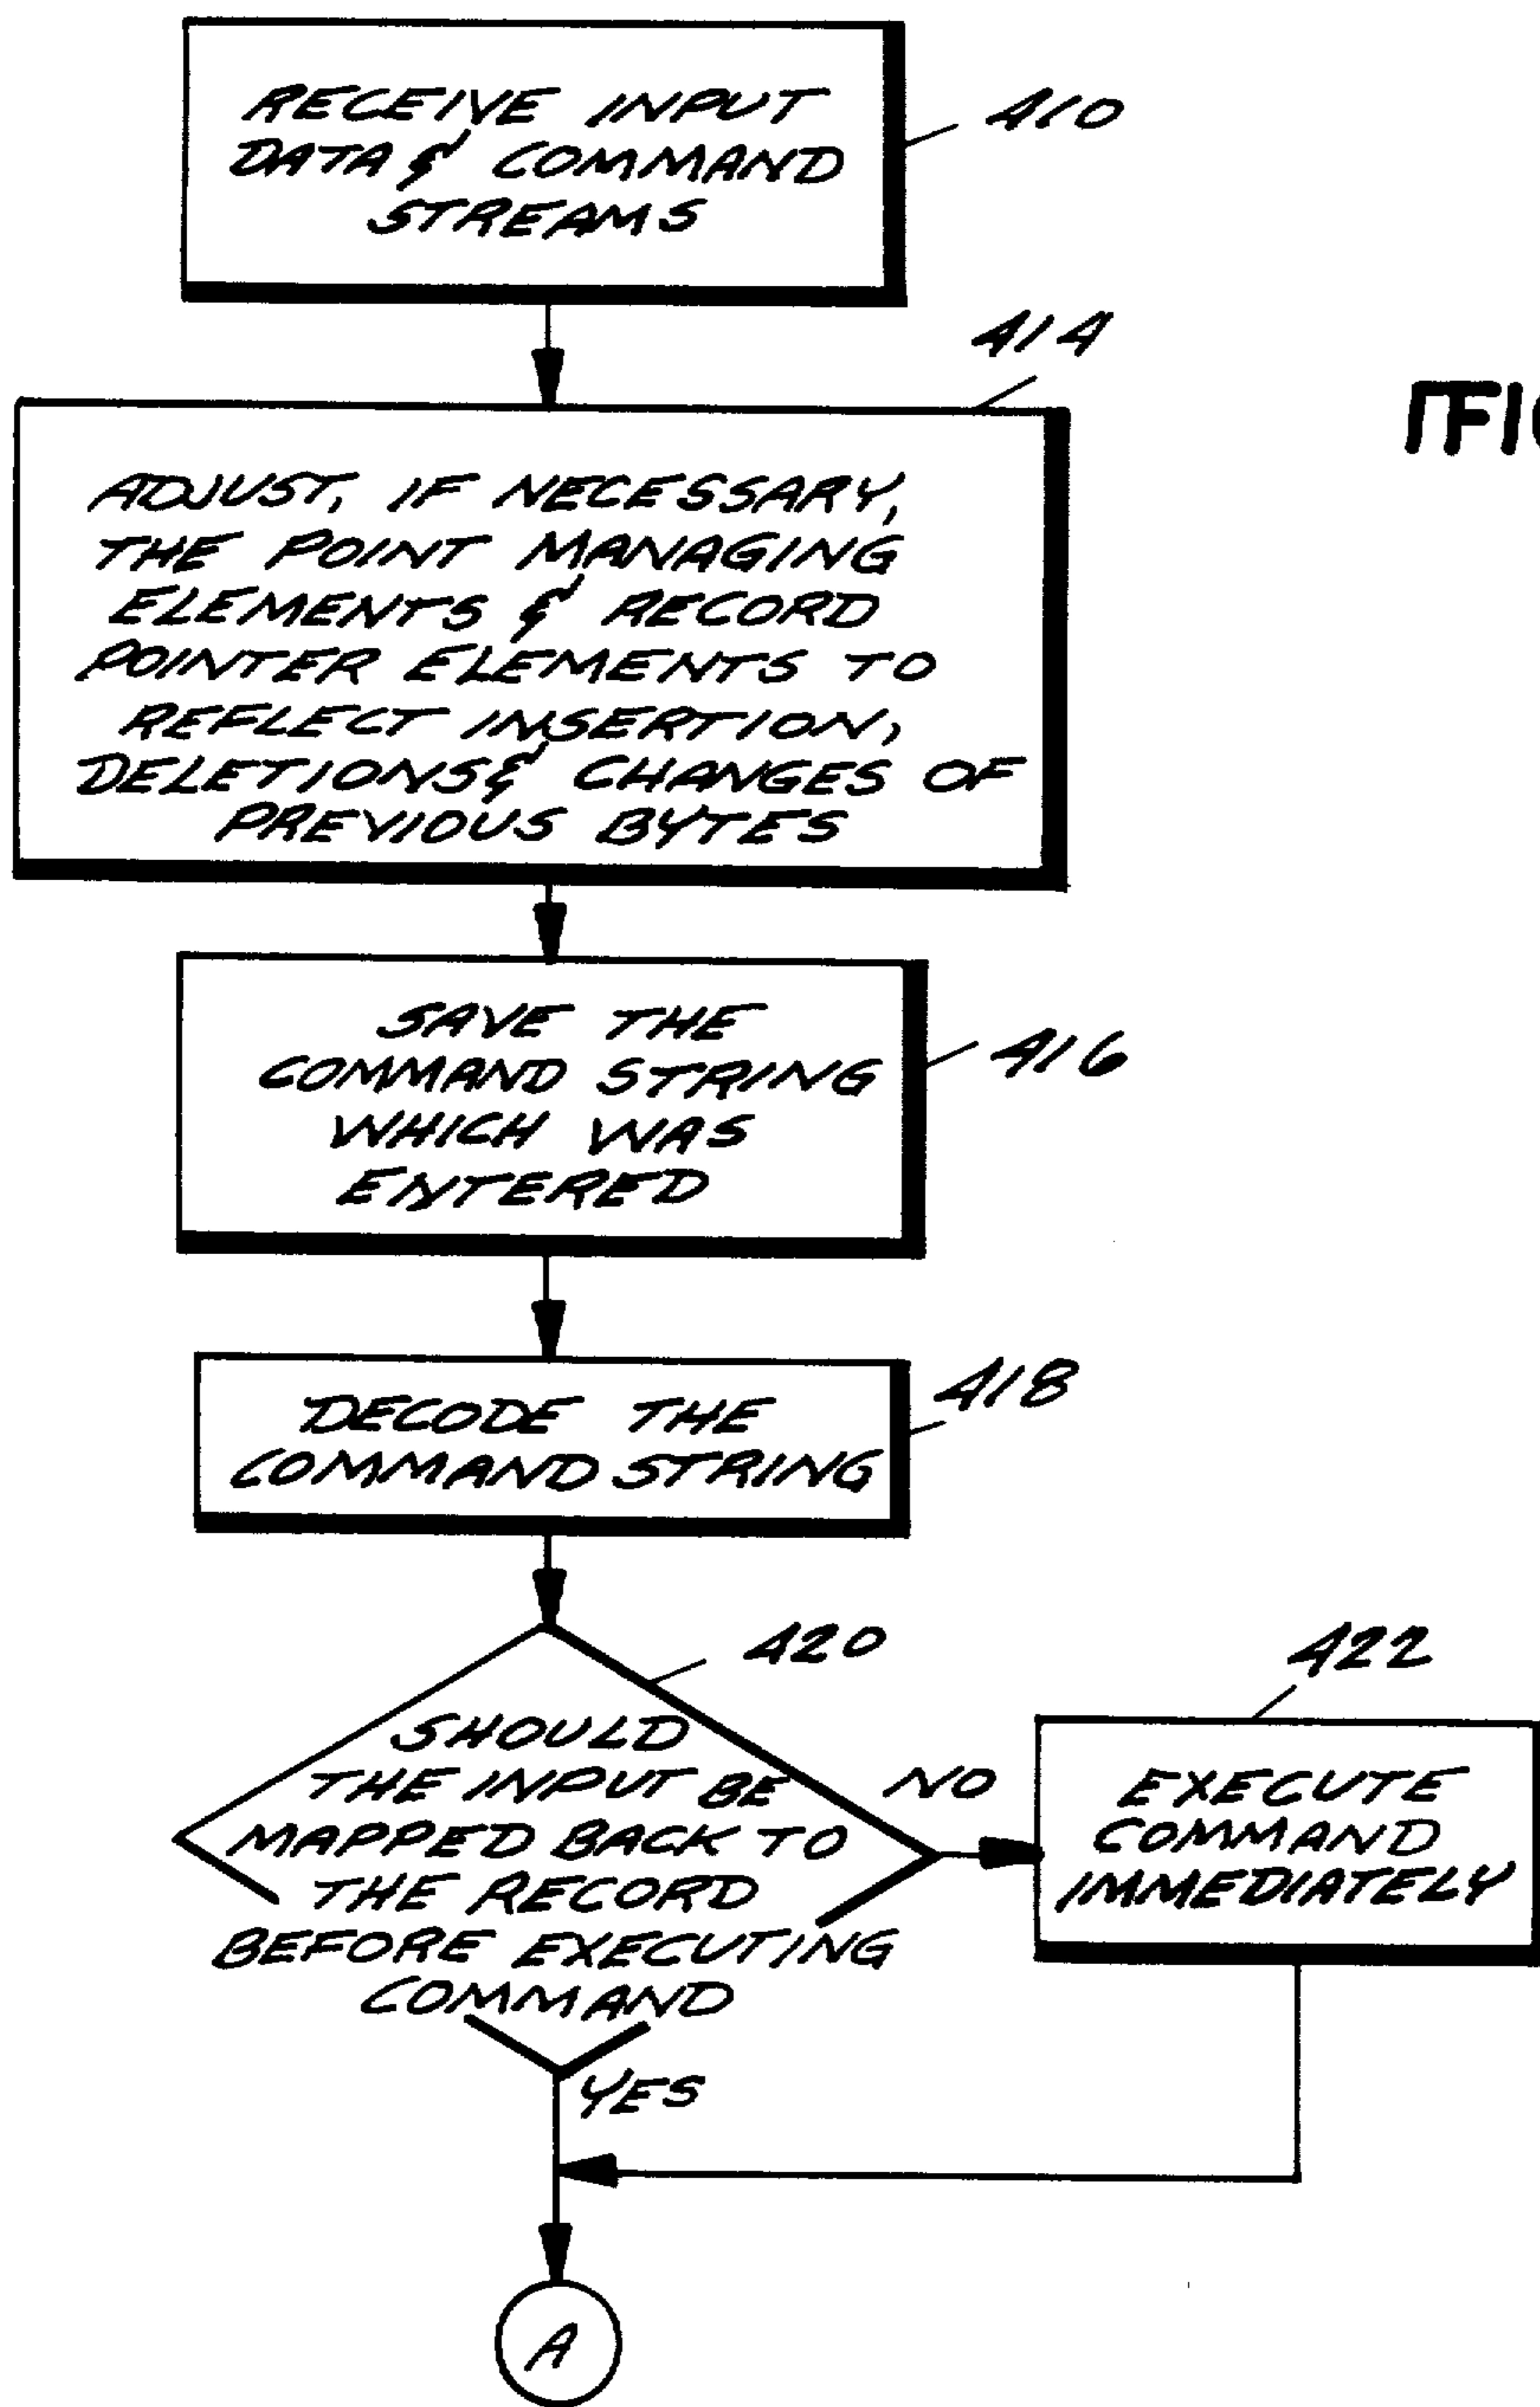 RECEIVE INPUT
DATA & COMMAND
STREAMS
410
414
FIG
ADJUST, IF NECESSARY,
THE POINT MANAGING
ELEMENTS & RECORD
POINTER ELEMENTS TO
REFLECT INSERTION,
DELETIONS & CHANGES OF
PREVIOUS BYTES
SAVE THE
COMMAND STRING
WHICH WAS
ENTERED
416
DECODE THE
COMMAND STRING
418
420
SHOULD
THE INPUT BE
MAPPED BACK TO
THE RECORD
BEFORE EXECUTING
COMMAND
NO
422
EXECUTE
COMMAND
IMMEDIATELY
YES
A